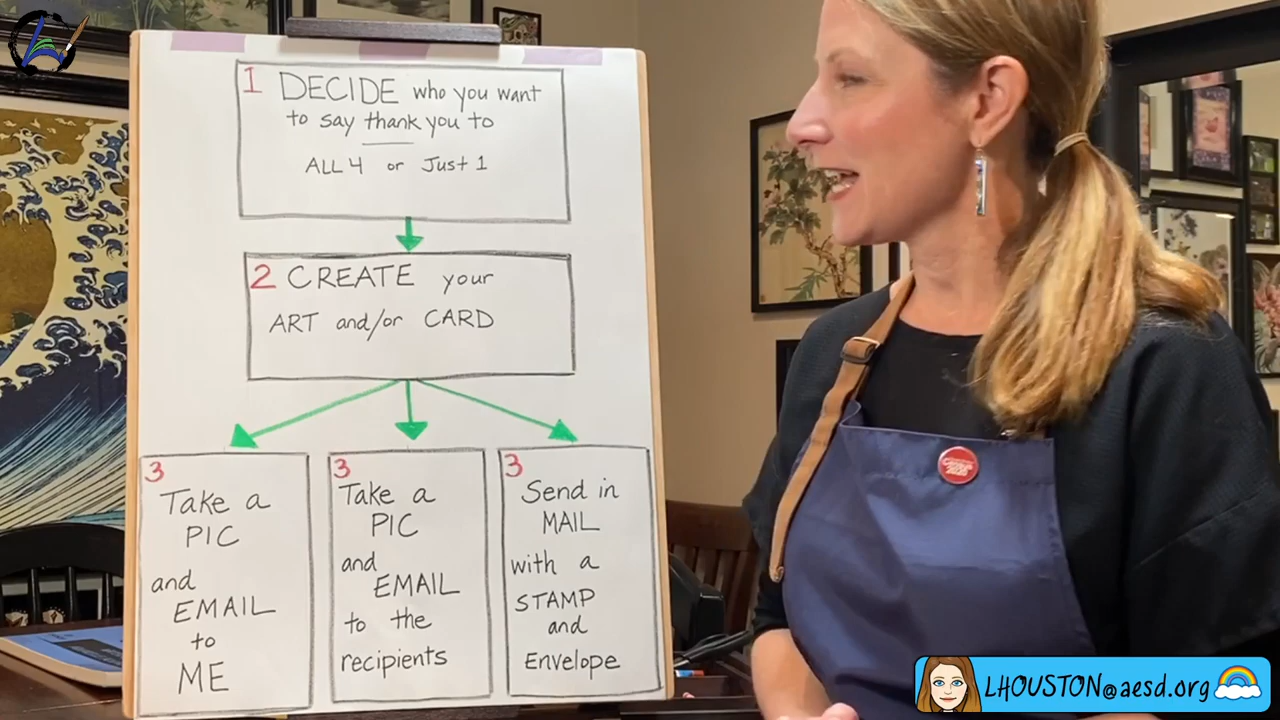 1 DECIDE who you want
to say thank you to
ALL 4 or Just 1
2 CREATE your
ART and/or CARD
3
Take a
PIC
and
EMAIL
to
ME
3
Take a
PIC
and
EMAIL
to the
recipients
3
Send in
MAIL
with a
STAMP
and
Envelope
LHOUSTON@aesd.org